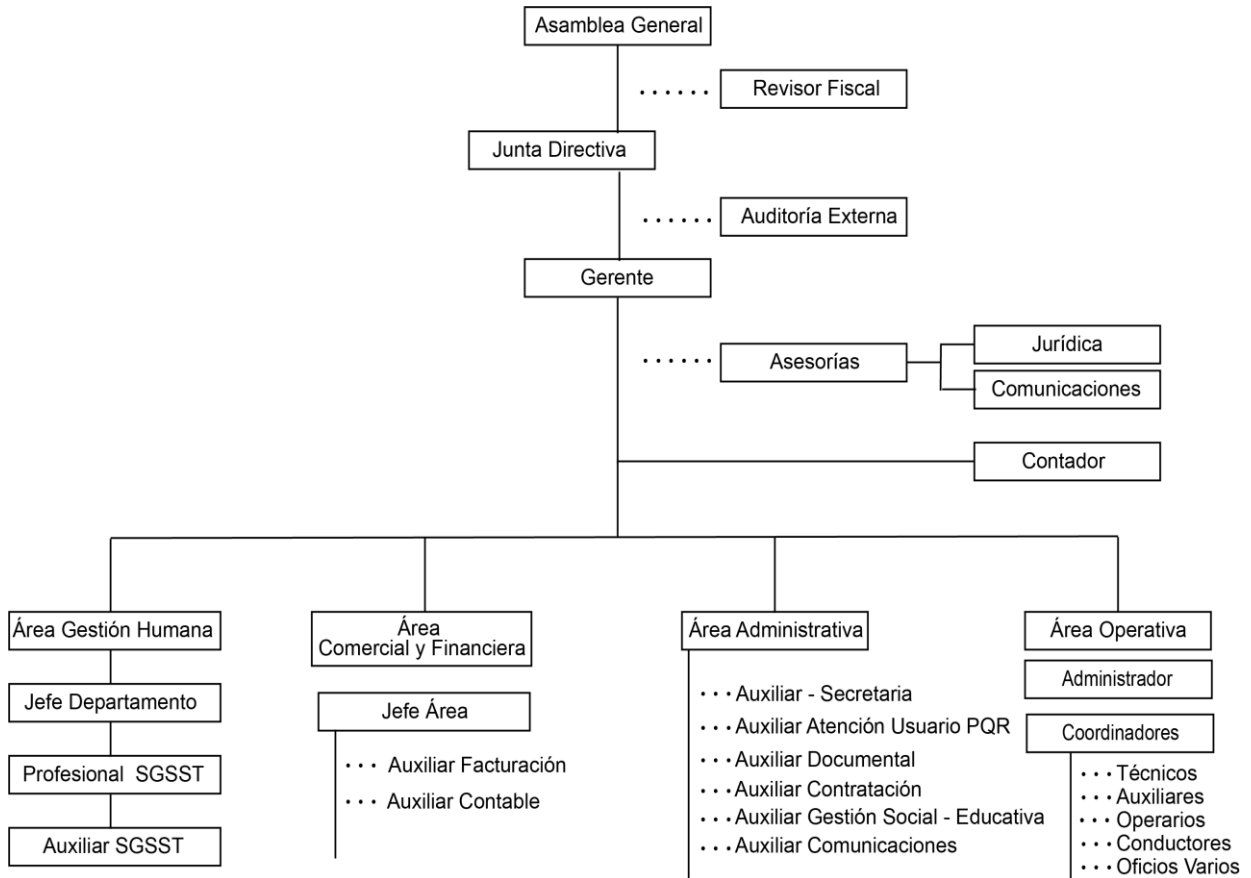 Asamblea General
Revisor Fiscal
Junta Directiva
Auditoría Externa
Gerente
Asesorías
Jurídica
Comunicaciones
Contador
Área Gestión Humana
Jefe Departamento
Profesional SGSST
Auxiliar SGSST
Área
Comercial y Financiera
Jefe Área
Auxiliar Facturación
Auxiliar Contable
Área Administrativa
Auxiliar - Secretaria
Auxiliar Atención Usuario PQR
Auxiliar Documental
Auxiliar Contratación
Auxiliar Gestión Social - Educativa
Auxiliar Comunicaciones
Área Operativa
Administrador
Coordinadores
Técnicos
Auxiliares
Operarios
Conductores
Oficios Varios